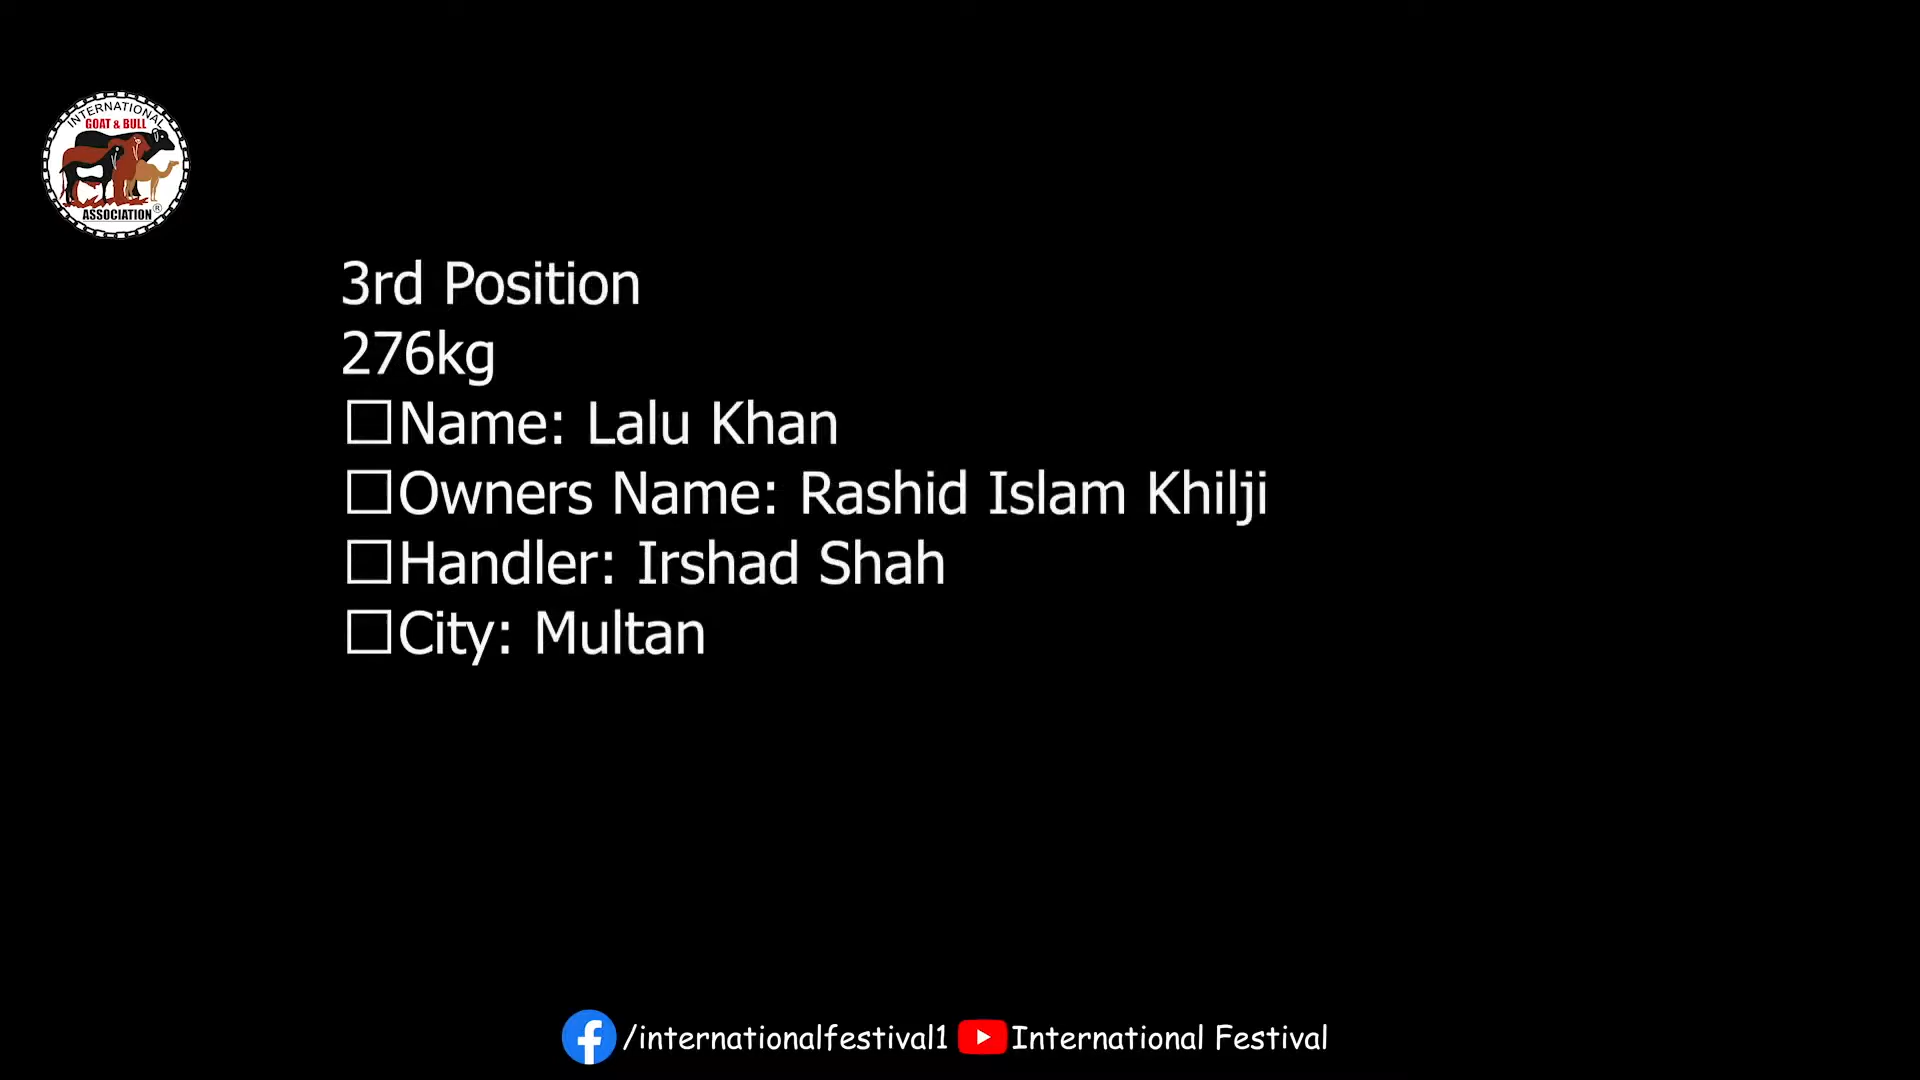 INTERNATIONAL
GOAT & BULL
ASSOCIATION ®
3rd Position
276kg
☐Name: Lalu Khan
☐Owners Name: Rashid Islam Khilji
☐Handler: Irshad Shah
☐City: Multan
/internationalfestival1 International Festival